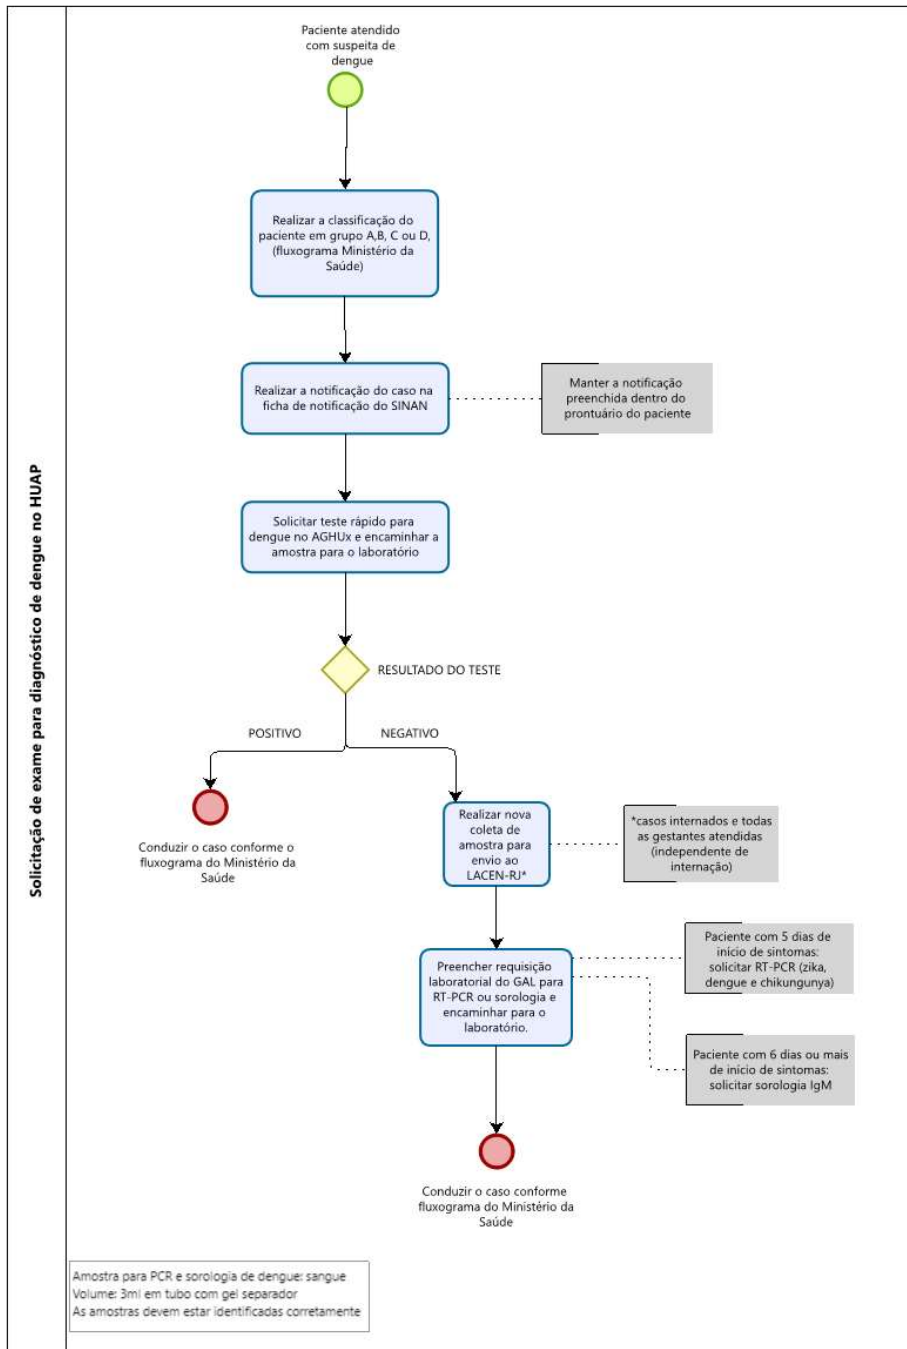 Solicitação de exame para diagnóstico de dengue no HUAP
Paciente atendido
com suspeita de
dengue
Realizar a classificação do
paciente em grupo A,B, C ou D,
(fluxograma Ministério da
Saúde)
Realizar a notificação do caso na
ficha de notificação do SINAN
Manter a notificação
preenchida dentro do
prontuário do paciente
Solicitar teste rápido para
dengue no AGHUx e encaminhar a
amostra para o laboratório
RESULTADO DO TESTE
POSITIVO
NEGATIVO
Conduzir o caso conforme o
fluxograma do Ministério da
Saúde
Realizar nova
coleta de
amostra para
envio ao
LACEN-RJ*
*casos internados e todas
as gestantes atendidas
(independente de
internação)
Preencher requisição
laboratorial do GAL para
RT-PCR ou sorologia e
encaminhar para o
laboratório.
Paciente com 5 dias de
início de sintomas:
solicitar RT-PCR (zika,
dengue e chikungunya)
Paciente com 6 dias ou mais
de início de sintomas:
solicitar sorologia IgM
Conduzir o caso conforme
fluxograma do Ministério da
Saúde
Amostra para PCR e sorologia de dengue: sangue
Volume: 3ml em tubo com gel separador
As amostras devem estar identificadas corretamente